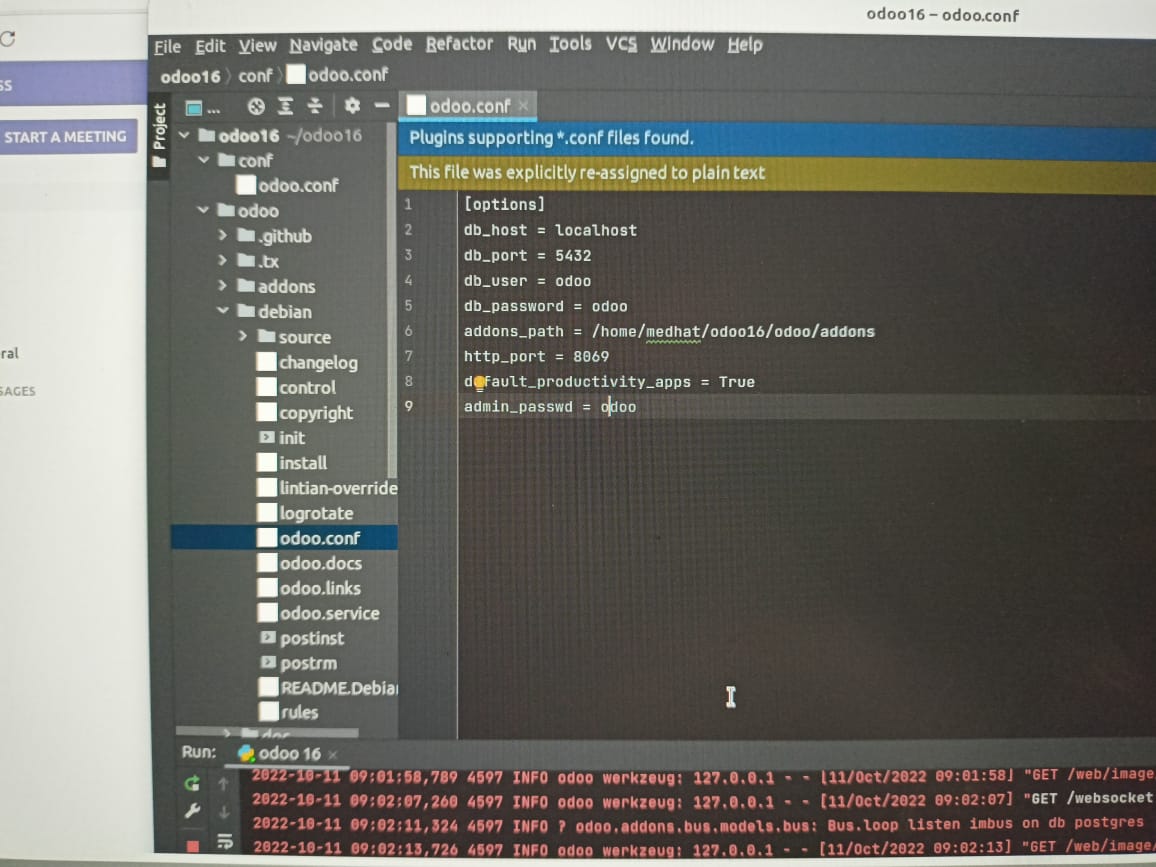 odoo16 – odoo.conf
File Edit View Navigate Code Refactor Run Tools VCS Window Help
odoo16 conf odoo.conf
START A MEETING
Project
...
odoo.conf
odoo16 ~/odoo16
conf
odoo.conf
odoo
.github
.tx
addons
debian
source
changelog
control
copyright
init
install
lintian-override
logrotate
odoo.conf
odoo.docs
odoo.links
odoo.service
postinst
postrm
README.Debia
rules
Plugins supporting *.conf files found.
This file was explicitly re-assigned to plain text
1 [options]
2 db_host = localhost
3 db_port = 5432
4 db_user = odoo
5 db_password = odoo
6 addons_path = /home/medhat/odoo16/odoo/addons
7 http_port = 8069
8 default_productivity_apps = True
9 admin_passwd = odoo
Run: odoo 16
2022-10-11 09:01:58,789 4597 INFO odoo werkzeug: 127.0.0.1 - - [11/Oct/2022 09:01:58] "GET /web/image
2022-10-11 09:02:07,260 4597 INFO odoo werkzeug: 127.0.0.1 - - [11/Oct/2022 09:02:07] "GET /websocket
2022-10-11 09:02:11,324 4597 INFO ? odoo.addons.bus.models.bus: Bus.loop listen imbus on db postgres
2022-10-11 09:02:13,726 4597 INFO odoo werkzeug: 127.0.0.1 - - [11/Oct/2022 09:02:13] "GET /web/image/